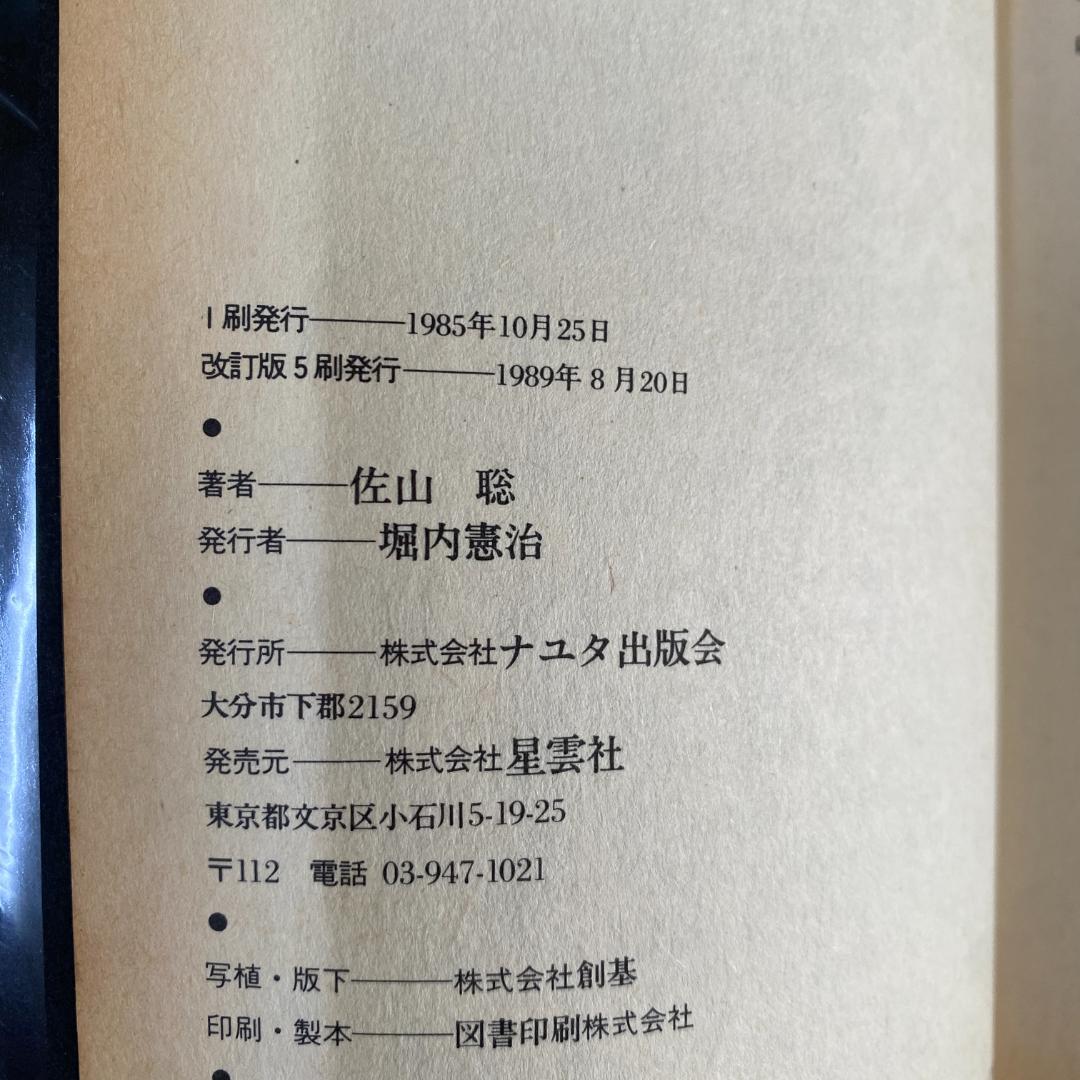 1刷発行———1985年10月25日
改訂版5刷発行———1989年8月20日
●
著者———佐山 聡
発行者———堀内憲治
●
発行所———株式会社ナユタ出版会
大分市下郡2159
発売元———株式会社星雲社
東京都文京区小石川5-19-25
〒112 電話 03-947-1021
●
写植・版下———株式会社創基
印刷・製本———図書印刷株式会社
●